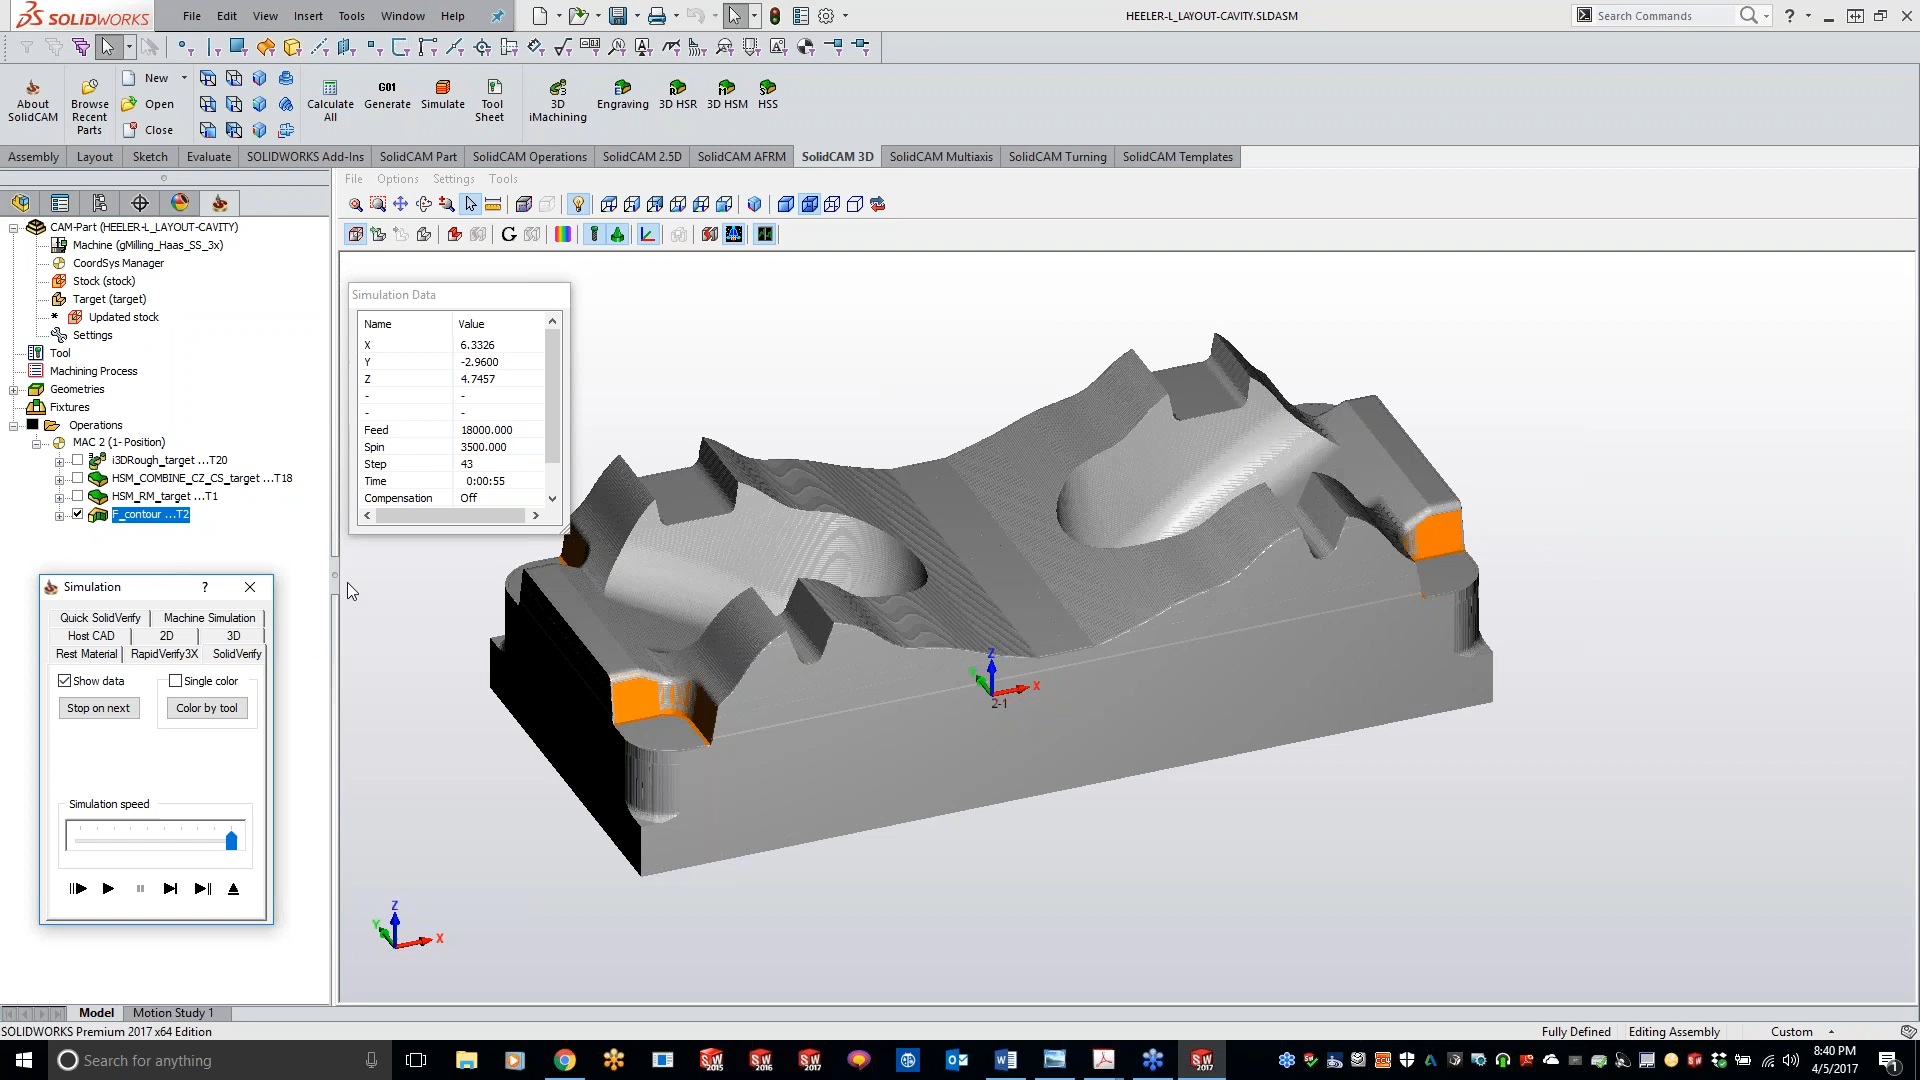 SOLIDWORKS File Edit View Insert Tools Window Help HEELER-L_LAYOUT-CAVITY.SLDASM Search Commands ?
About SolidCAM Browse Recent Parts New Open Close Calculate All G01 Generate Simulate Tool Sheet 3D iMachining Engraving 3D HSR 3D HSM HSS
Assembly Layout Sketch Evaluate SOLIDWORKS Add-Ins SolidCAM Part SolidCAM Operations SolidCAM 2.5D SolidCAM AFRM SolidCAM 3D SolidCAM Multiaxis SolidCAM Turning SolidCAM Templates
File Options Settings Tools
CAM-Part (HEELER-L_LAYOUT-CAVITY)
Machine (gMilling_Haas_SS_3x)
CoordSys Manager
Stock (stock)
Target (target)
* Updated stock
Settings
Tool
Machining Process
Geometries
Fixtures
Operations
MAC 2 (1- Position)
i3DRough_target ...T20
HSM_COMBINE_CZ_CS_target ...T18
HSM_RM_target ...T1
F_contour ...T2
Simulation Data
Name Value
X 6.3326
Y -2.9600
Z 4.7457
- -
- -
Feed 18000.000
Spin 3500.000
Step 43
Time 0:00:55
Compensation Off
Simulation ?
Quick SolidVerify Machine Simulation
Host CAD 2D 3D
Rest Material RapidVerify3X SolidVerify
Show data Single color
Stop on next Color by tool
Simulation speed
Z
X
2-1
Z
Y
X
Model Motion Study 1
SOLIDWORKS Premium 2017 x64 Edition Fully Defined Editing Assembly Custom
Search for anything 2015 2016 2017 2017 8:40 PM
4/5/2017